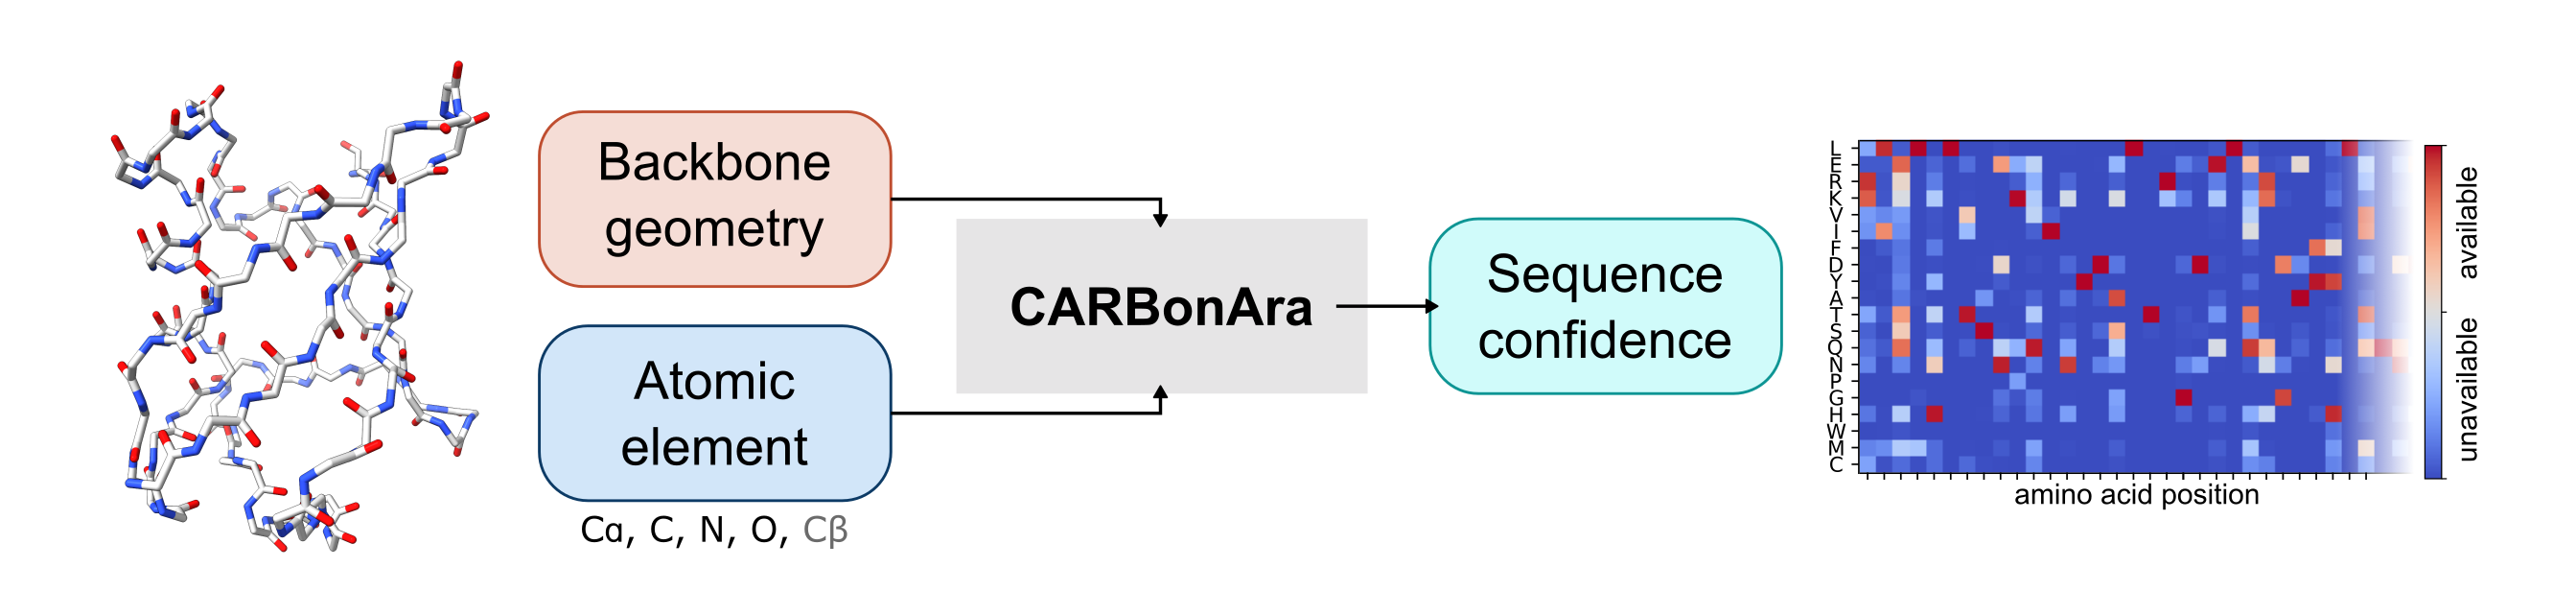 Backbone
geometry
Atomic
element
Cα, C, N, O, Cβ
CARBonAra
Sequence
confidence
L
E
R
K
V
I
F
D
Y
A
T
S
Q
N
P
G
H
W
M
C
amino acid position
unavailable available